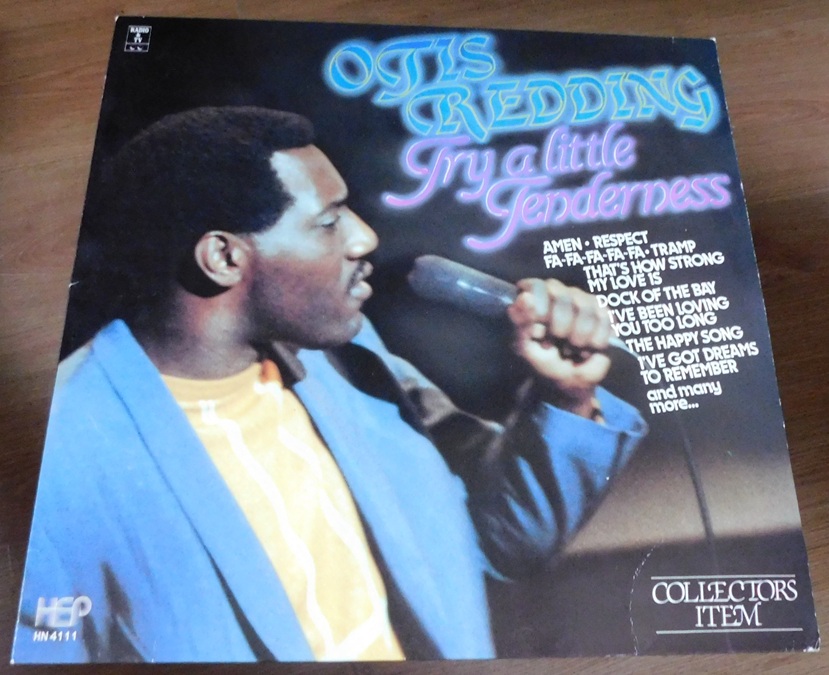 RADIO
&
TV
OTIS
REDDING
Try a little
Tenderness
AMEN • RESPECT
FA-FA-FA-FA-FA • TRAMP
THAT'S HOW STRONG
MY LOVE IS
DOCK OF THE BAY
I'VE BEEN LOVING
YOU TOO LONG
THE HAPPY SONG
I'VE GOT DREAMS
TO REMEMBER
and many
more...
HEP
HN 4111
COLLECTORS
ITEM